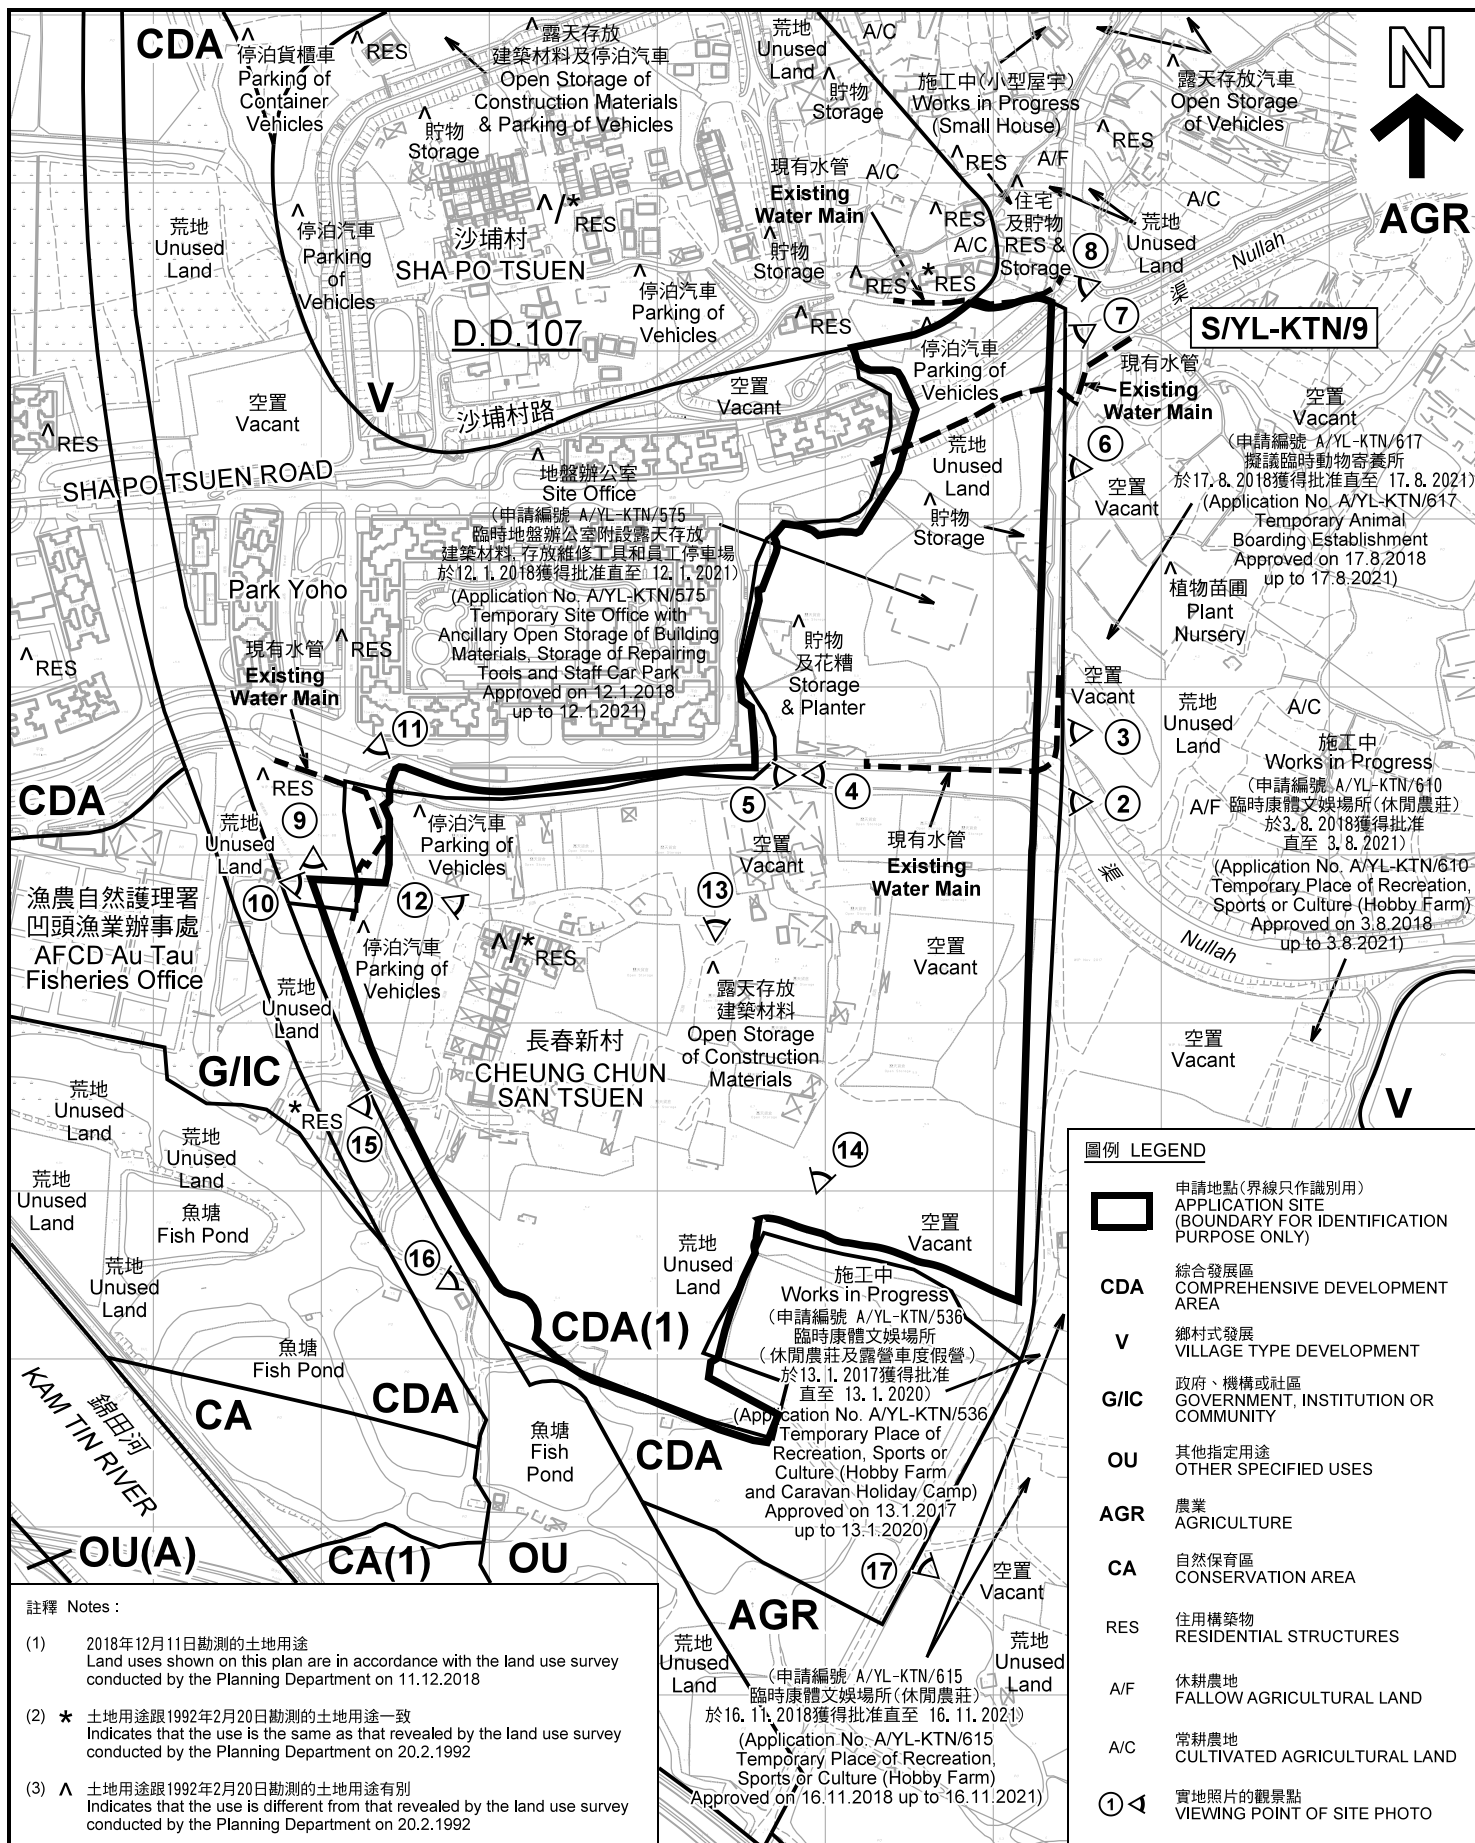 CDA
^
停泊貨櫃車
Parking of
Container
Vehicles
^
RES
^
露天存放
建築材料及停泊汽車
Open Storage of
Construction Materials
& Parking of Vehicles
^
貯物
Storage
荒地
Unused
Land
A/C
^
貯物
Storage
施工中(小型屋宇)
Works in Progress
(Small House)
^
露天存放汽車
Open Storage
of Vehicles
^
RES
N
AGR
現有水管
Existing
Water Main
A/C
^
RES
A/F
^
住宅
及貯物
RES &
Storage
A/C
荒地
Unused
Land
Nullah
渠
荒地
Unused
Land
^
停泊汽車
Parking
of
Vehicles
^/*
RES
沙埔村
SHA PO TSUEN
^
停泊汽車
Parking of
Vehicles
^
貯物
Storage
^
RES
A/C
^
RES
*
RES
8
7
D.D.107
^
RES
^
停泊汽車
Parking of
Vehicles
S/YL-KTN/9
現有水管
Existing
Water Main
空置
Vacant
V
沙埔村路
空置
Vacant
^
RES
SHA PO TSUEN ROAD
荒地
Unused
Land
6
空置
Vacant
空置
Vacant
(申請編號 A/YL-KTN/617
擬議臨時動物寄養所
於17.8.2018獲得批准直至 17.8.2021)
(Application No. A/YL-KTN/617
Temporary Animal
Boarding Establishment
Approved on 17.8.2018
up to 17.8.2021)
^
地盤辦公室
Site Office
(申請編號 A/YL-KTN/575
臨時地盤辦公室附設露天存放
建築材料,存放維修工具和員工停車場
於12.1.2018獲得批准直至 12.1.2021)
(Application No. A/YL-KTN/575
Temporary Site Office with
Ancillary Open Storage of Building
Materials, Storage of Repairing
Tools and Staff Car Park
Approved on 12.1.2018
up to 12.1.2021)
^
貯物
Storage
^
植物苗圃
Plant
Nursery
Park Yoho
^
RES
^
RES
現有水管
Existing
Water Main
^
貯物
及花糟
Storage
& Planter
空置
Vacant
荒地
Unused
Land
A/C
11
3
施工中
Works in Progress
(申請編號 A/YL-KTN/610
臨時康體文娛場所(休閒農莊)
於3.8.2018獲得批准
直至 3.8.2021)
(Application No. A/YL-KTN/610
Temporary Place of Recreation,
Sports or Culture (Hobby Farm)
Approved on 3.8.2018
up to 3.8.2021)
A/F
2
CDA
^
RES
9
荒地
Unused
Land
^
停泊汽車
Parking of
Vehicles
5
4
空置
Vacant
現有水管
Existing
Water Main
渠
Nullah
漁農自然護理署
凹頭漁業辦事處
AFCD Au Tau
Fisheries Office
10
12
13
^
停泊汽車
Parking of
Vehicles
^/*
RES
空置
Vacant
荒地
Unused
Land
^
露天存放
建築材料
Open Storage
of Construction
Materials
長春新村
CHEUNG CHUN
SAN TSUEN
空置
Vacant
G/IC
V
荒地
Unused
Land
*
RES
15
荒地
Unused
Land
荒地
Unused
Land
魚塘
Fish Pond
14
16
荒地
Unused
Land
荒地
Unused
Land
空置
Vacant
施工中
Works in Progress
(申請編號 A/YL-KTN/536
臨時康體文娛場所
(休閒農莊及露營車度假營)
於13.1.2017獲得批准
直至 13.1.2020)
(Application No. A/YL-KTN/536
Temporary Place of
Recreation, Sports or
Culture (Hobby Farm
and Caravan Holiday Camp)
Approved on 13.1.2017
up to 13.1.2020)
CDA(1)
魚塘
Fish Pond
錦田河
KAM TIN RIVER
CA
CDA
魚塘
Fish
Pond
CDA
OU(A)
CA(1)
OU
17
空置
Vacant
AGR
荒地
Unused
Land
荒地
Unused
Land
(申請編號 A/YL-KTN/615
臨時康體文娛場所(休閒農莊)
於16.11.2018獲得批准直至 16.11.2021)
(Application No. A/YL-KTN/615
Temporary Place of Recreation,
Sports or Culture (Hobby Farm)
Approved on 16.11.2018 up to 16.11.2021)
註釋 Notes :
(1) 2018年12月11日勘測的土地用途
Land uses shown on this plan are in accordance with the land use survey
conducted by the Planning Department on 11.12.2018
(2) * 土地用途跟1992年2月20日勘測的土地用途一致
Indicates that the use is the same as that revealed by the land use survey
conducted by the Planning Department on 20.2.1992
(3) ^ 土地用途跟1992年2月20日勘測的土地用途有別
Indicates that the use is different from that revealed by the land use survey
conducted by the Planning Department on 20.2.1992
圖例 LEGEND
申請地點(界線只作識別用)
APPLICATION SITE
(BOUNDARY FOR IDENTIFICATION
PURPOSE ONLY)
CDA 綜合發展區
COMPREHENSIVE DEVELOPMENT
AREA
V 鄉村式發展
VILLAGE TYPE DEVELOPMENT
G/IC 政府、機構或社區
GOVERNMENT, INSTITUTION OR
COMMUNITY
OU 其他指定用途
OTHER SPECIFIED USES
AGR 農業
AGRICULTURE
CA 自然保育區
CONSERVATION AREA
RES 住用構築物
RESIDENTIAL STRUCTURES
A/F 休耕農地
FALLOW AGRICULTURAL LAND
A/C 常耕農地
CULTIVATED AGRICULTURAL LAND
1 實地照片的觀景點
VIEWING POINT OF SITE PHOTO